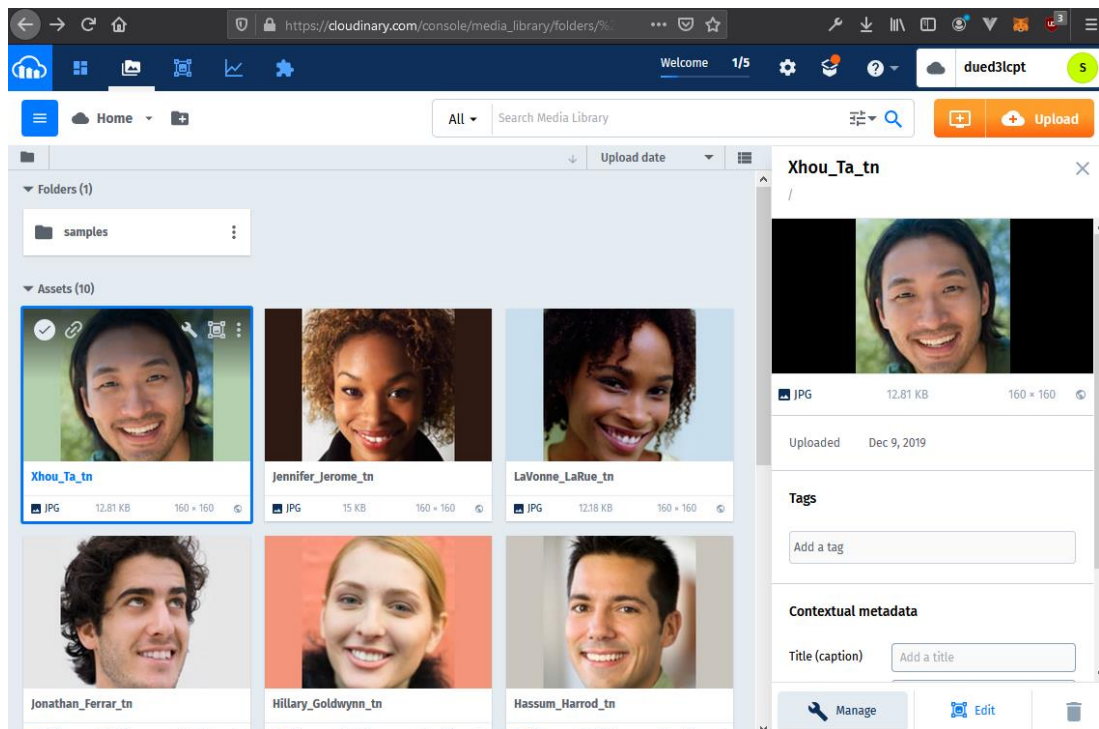 https://cloudinary.com/console/media_library/folders/%
3
Welcome 1/5
dued3lcpt
S
Home
All
Search Media Library
Upload
Upload date
Folders (1)
samples
Assets (10)
Xhou_Ta_tn
JPG 12.81 KB 160 × 160
Jennifer_Jerome_tn
JPG 15 KB 160 × 160
LaVonne_LaRue_tn
JPG 12.18 KB 160 × 160
Jonathan_Ferrar_tn
Hillary_Goldwynn_tn
Hassum_Harrod_tn
Xhou_Ta_tn
/
JPG 12.81 KB 160 × 160
Uploaded Dec 9, 2019
Tags
Add a tag
Contextual metadata
Title (caption) Add a title
Manage
Edit